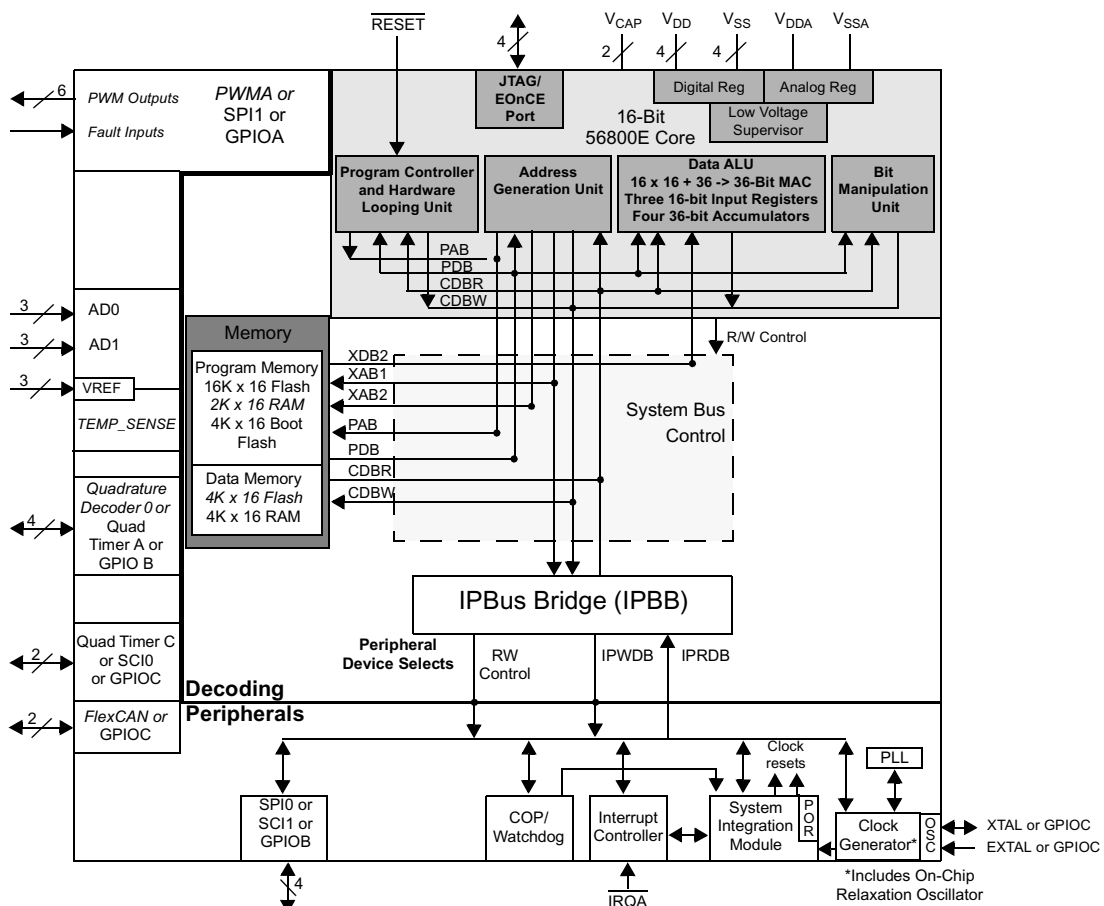 RESET
4
VCAP
VDD
VSS
VDDA
VSSA
2
4
4
6
PWM Outputs
Fault Inputs
PWMA or
SPI1 or
GPIOA
JTAG/
EOnCE
Port
Digital Reg
Analog Reg
Low Voltage
Supervisor
16-Bit
56800E Core
Program Controller
and Hardware
Looping Unit
Address
Generation Unit
Data ALU
16 x 16 + 36 -> 36-Bit MAC
Three 16-bit Input Registers
Four 36-bit Accumulators
Bit
Manipulation
Unit
PAB
PDB
CDBR
CDBW
3
AD0
3
AD1
3
VREF
TEMP_SENSE
Memory
Program Memory
16K x 16 Flash
2K x 16 RAM
4K x 16 Boot
Flash
Data Memory
4K x 16 Flash
4K x 16 RAM
XDB2
XAB1
XAB2
PAB
PDB
CDBR
CDBW
R/W Control
System Bus
Control
4
Quadrature
Decoder 0 or
Quad
Timer A or
GPIO B
IPBus Bridge (IPBB)
2
Quad Timer C
or SCI0
or GPIOC
Peripheral
Device Selects
RW
Control
IPWDB
IPRDB
Decoding
Peripherals
2
FlexCAN or
GPIOC
Clock
resets
PLL
SPI0 or
SCI1 or
GPIOB
COP/
Watchdog
Interrupt
Controller
System
Integration
Module
POR
Clock
Generator*
OSC
XTAL or GPIOC
EXTAL or GPIOC
4
IRQA
*Includes On-Chip
Relaxation Oscillator